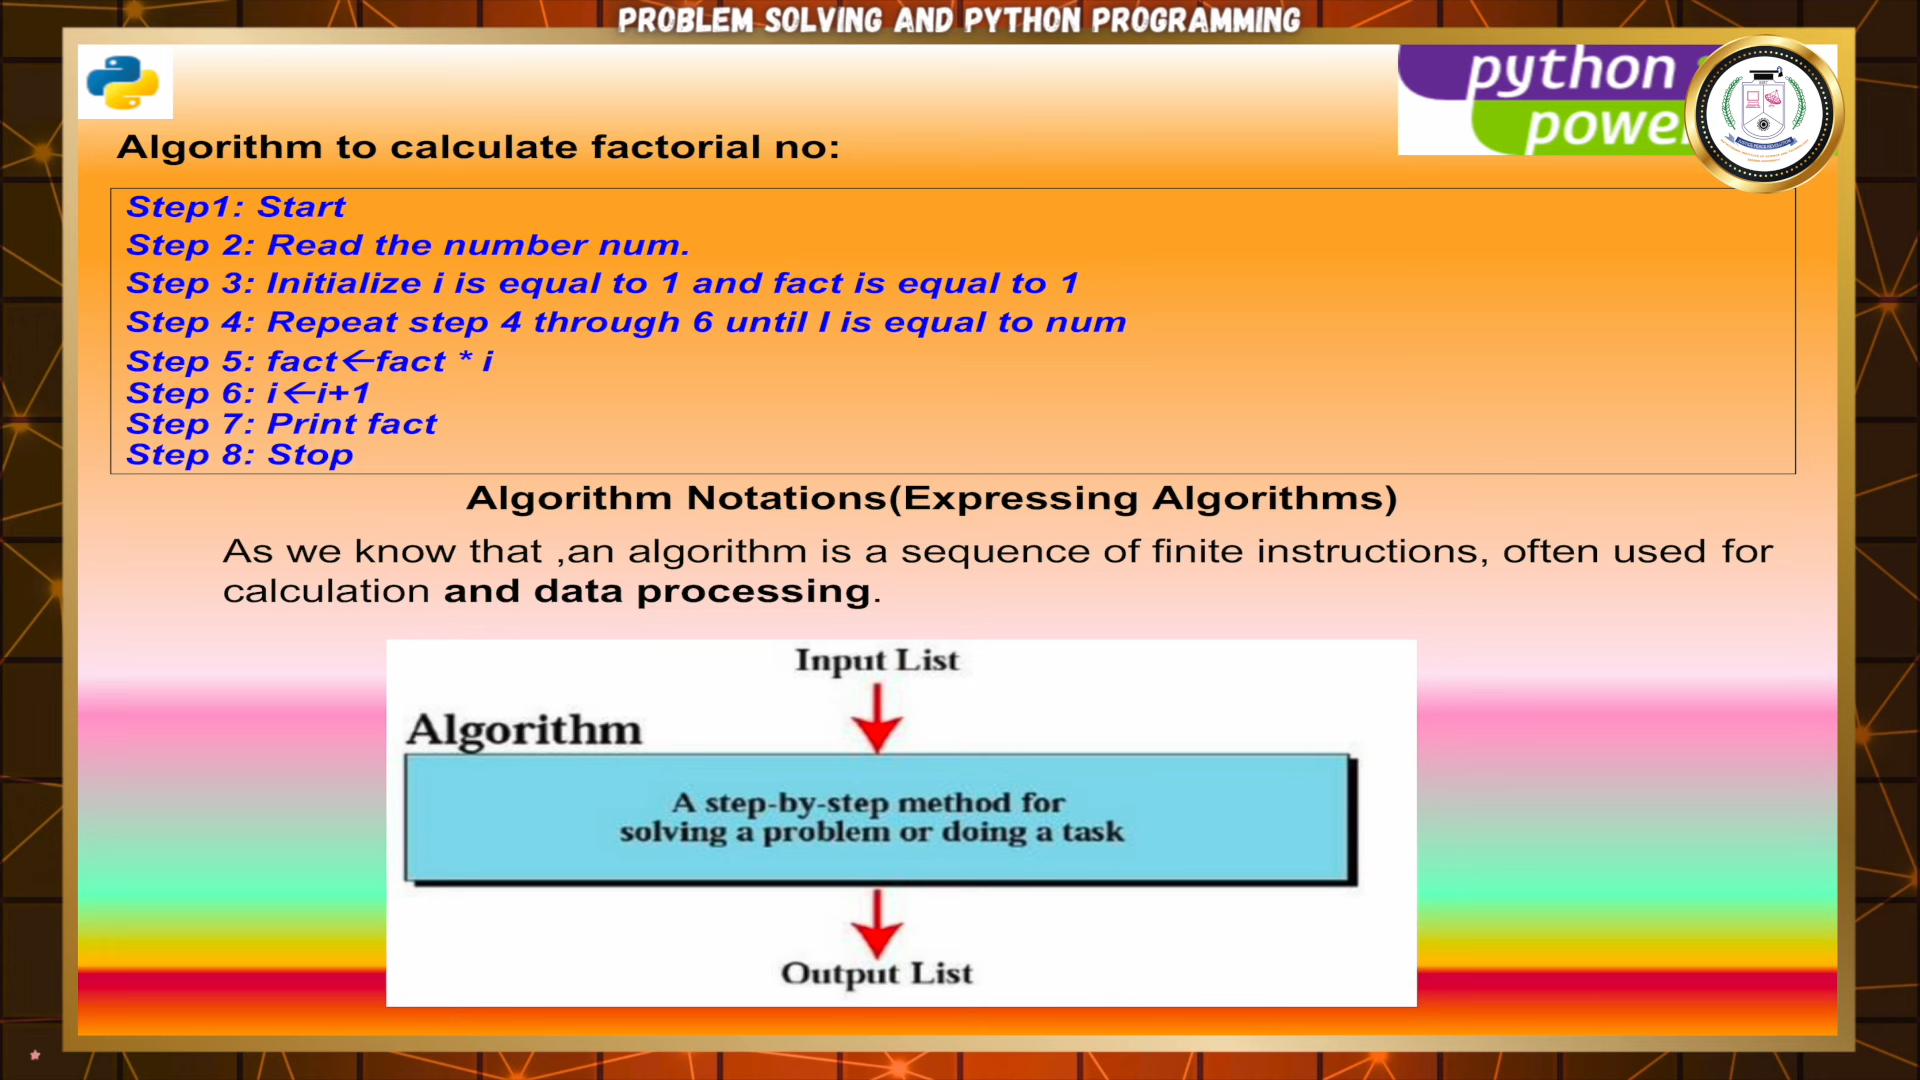 PROBLEM SOLVING AND PYTHON PROGRAMMING
python
powe
Algorithm to calculate factorial no:
Step1: Start
Step 2: Read the number num.
Step 3: Initialize i is equal to 1 and fact is equal to 1
Step 4: Repeat step 4 through 6 until I is equal to num
Step 5: fact←fact * i
Step 6: i←i+1
Step 7: Print fact
Step 8: Stop
Algorithm Notations(Expressing Algorithms)
As we know that ,an algorithm is a sequence of finite instructions, often used for
calculation and data processing.
Input List
Algorithm
A step-by-step method for
solving a problem or doing a task
Output List